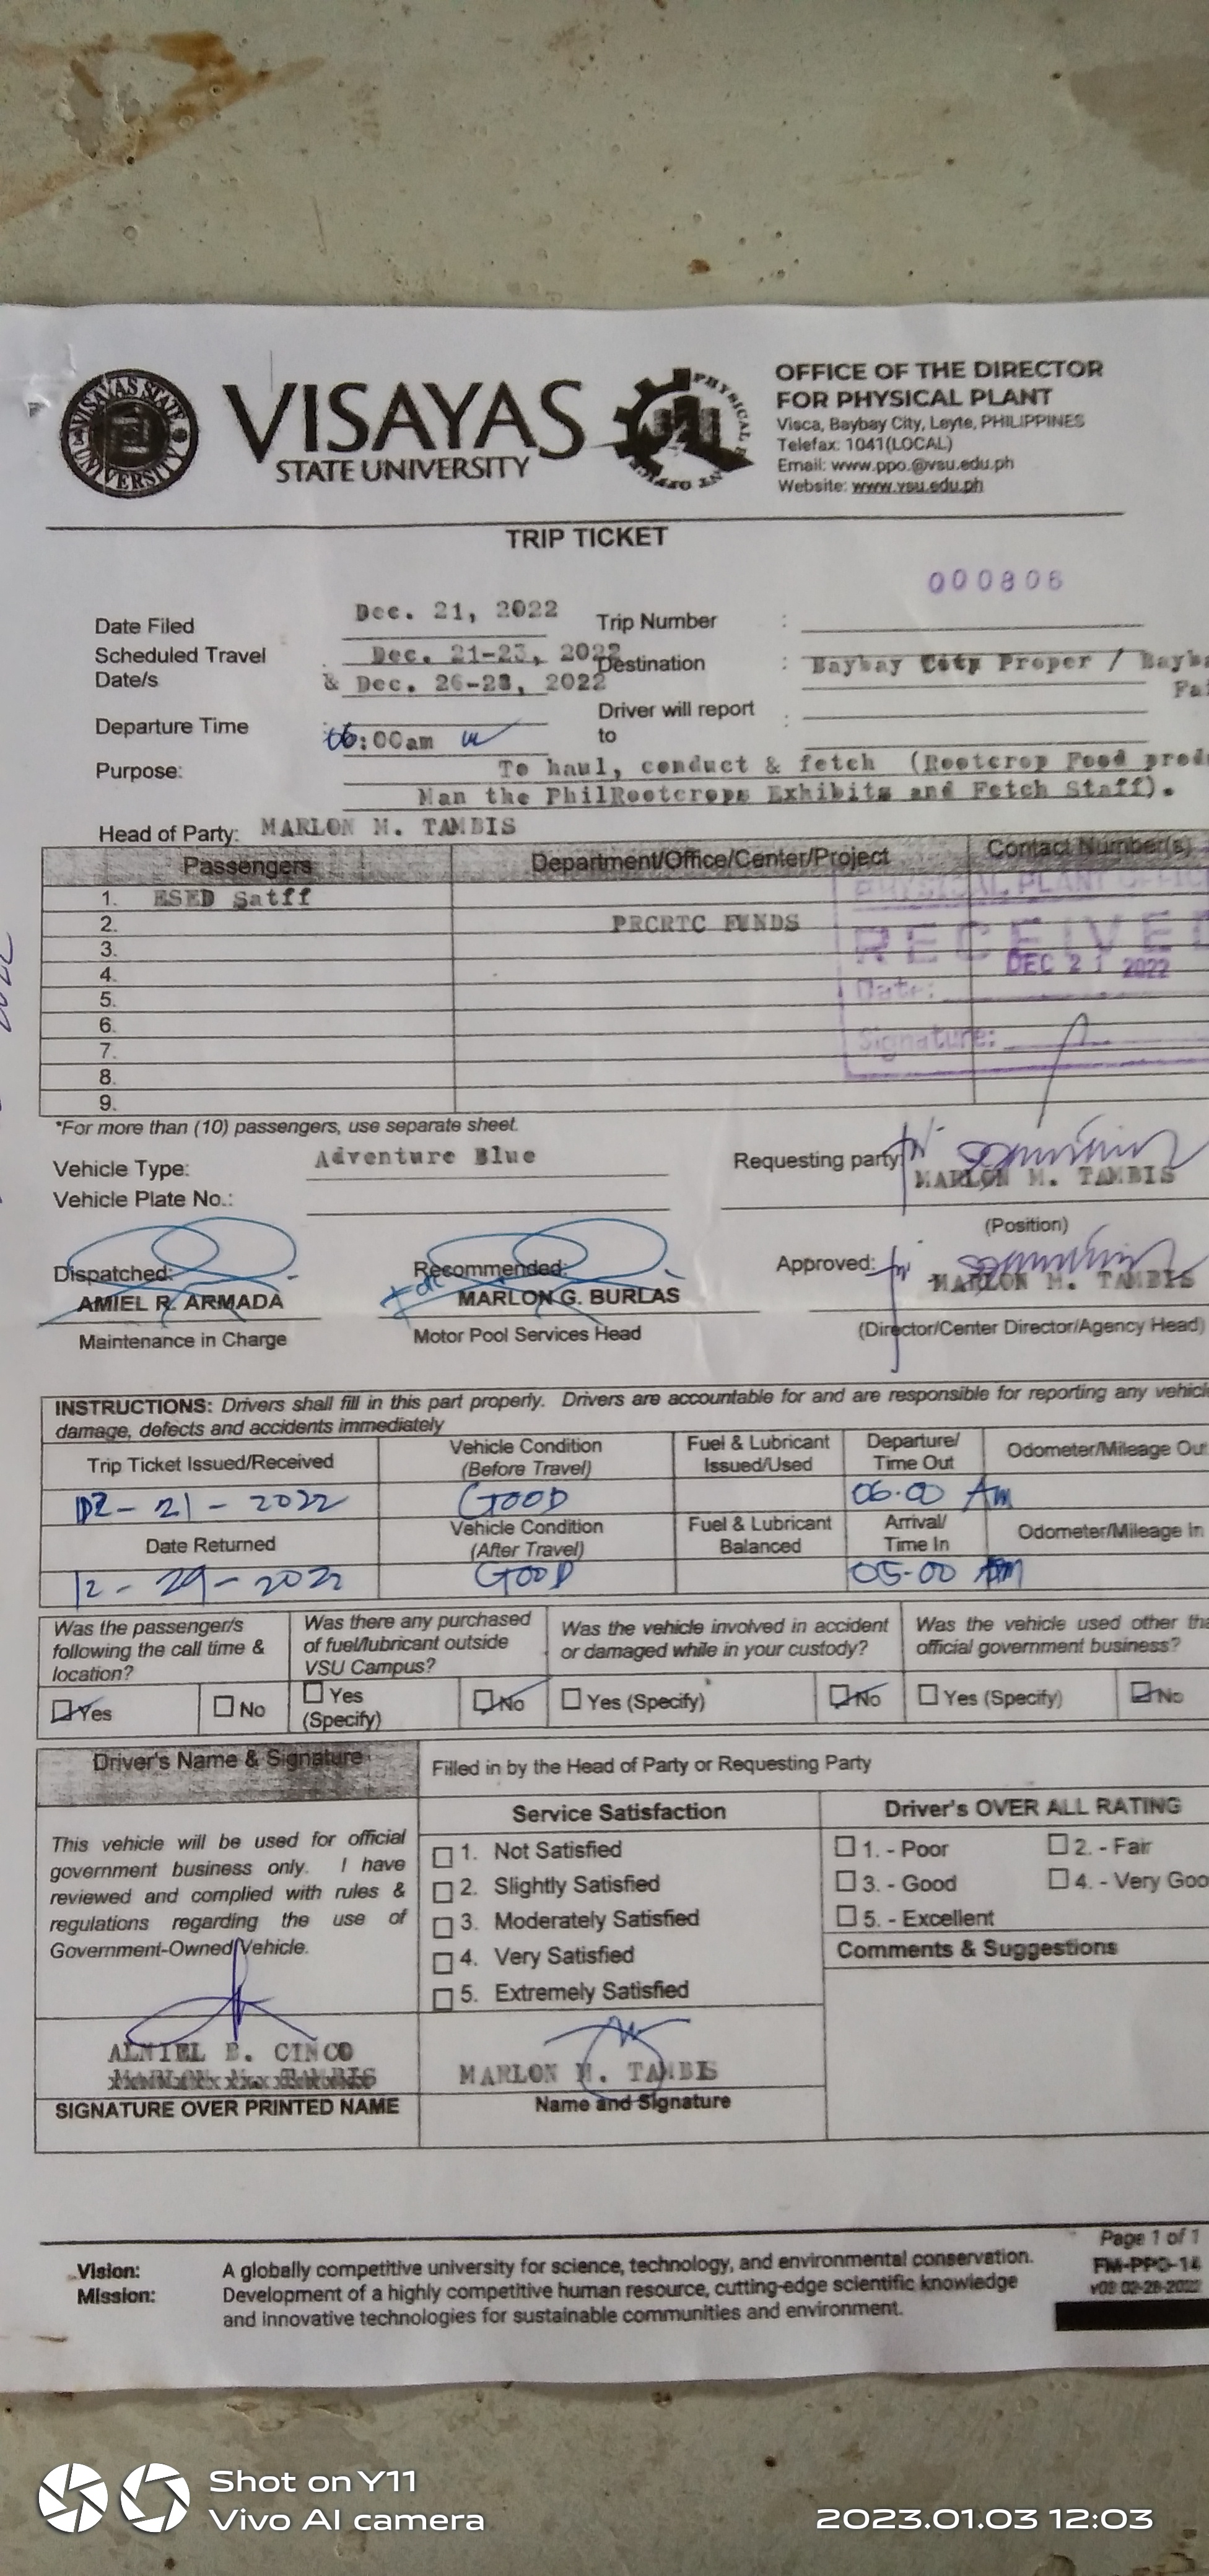 VISAYAS STATE UNIVERSITY
VISAYAS
STATE UNIVERSITY
PHYSICAL
OFFICE OF THE DIRECTOR
FOR PHYSICAL PLANT
Visca, Baybay City, Leyte, PHILIPPINES
Telefax: 1041(LOCAL)
Email: www.ppo.@vsu.edu.ph
Website: www.vsu.edu.ph
TRIP TICKET
000806
Date Filed Dec. 21, 2022 Trip Number :
Scheduled Travel Date/s : Dec. 21-23, 2022 & Dec. 26-28, 2022
Destination : Baybay City Proper / Bayba
Fai
Departure Time : 06:00am
Driver will report to :
Purpose: To haul, conduct & fetch (Rootcrop Food prod
Man the PhilRootcrops Exhibits and Fetch Staff).
Head of Party: MARLON M. TAMBIS
Passengers Department/Office/Center/Project Contact Number(s)
1. ESED Satff
2. PRCRTC FUNDS
3.
4.
5.
6.
7.
8.
9.
PHYSICAL PLANT OFFIC
RECEIVED
DEC 21 2022
Date:
Signature:
*For more than (10) passengers, use separate sheet.
Vehicle Type: Adventure Blue
Vehicle Plate No.:
Requesting party
MARLON M. TAMBIS
(Position)
Dispatched:
AMIEL R. ARMADA
Maintenance in Charge
Recommended:
For
MARLON G. BURLAS
Motor Pool Services Head
Approved:
MARLON M. TAMBIS
(Director/Center Director/Agency Head)
INSTRUCTIONS: Drivers shall fill in this part properly. Drivers are accountable for and are responsible for reporting any vehicl
damage, defects and accidents immediately
Trip Ticket Issued/Received Vehicle Condition (Before Travel) Fuel & Lubricant Issued/Used Departure/ Time Out Odometer/Mileage Out
12-21-2022 GOOD 06:00 Am
Date Returned Vehicle Condition (After Travel) Fuel & Lubricant Balanced Arrival/ Time In Odometer/Mileage In
12-29-2022 GOOD 05:00
Was the passenger/s following the call time & location?
Yes No
Was there any purchased of fuel/lubricant outside VSU Campus?
Yes (Specify) No
Was the vehicle involved in accident or damaged while in your custody?
Yes (Specify) No
Was the vehicle used other tha official government business?
Yes (Specify) No
Driver's Name & Signature
Filled in by the Head of Party or Requesting Party
This vehicle will be used for official
government business only. I have
reviewed and complied with rules &
regulations regarding the use of
Government-Owned Vehicle.
ALNIEL B. CINCO
SIGNATURE OVER PRINTED NAME
Service Satisfaction
1. Not Satisfied
2. Slightly Satisfied
3. Moderately Satisfied
4. Very Satisfied
5. Extremely Satisfied
MARLON M. TAMBIS
Name and Signature
Driver's OVER ALL RATING
1. - Poor 2. - Fair
3. - Good 4. - Very Goo
5. - Excellent
Comments & Suggestions
Page 1 of 1
FM-PPO-14
v03 02-28-2022
Vision: A globally competitive university for science, technology, and environmental conservation.
Mission: Development of a highly competitive human resource, cutting-edge scientific knowledge
and innovative technologies for sustainable communities and environment.
Shot on Y11
Vivo AI camera
2023.01.03 12:03